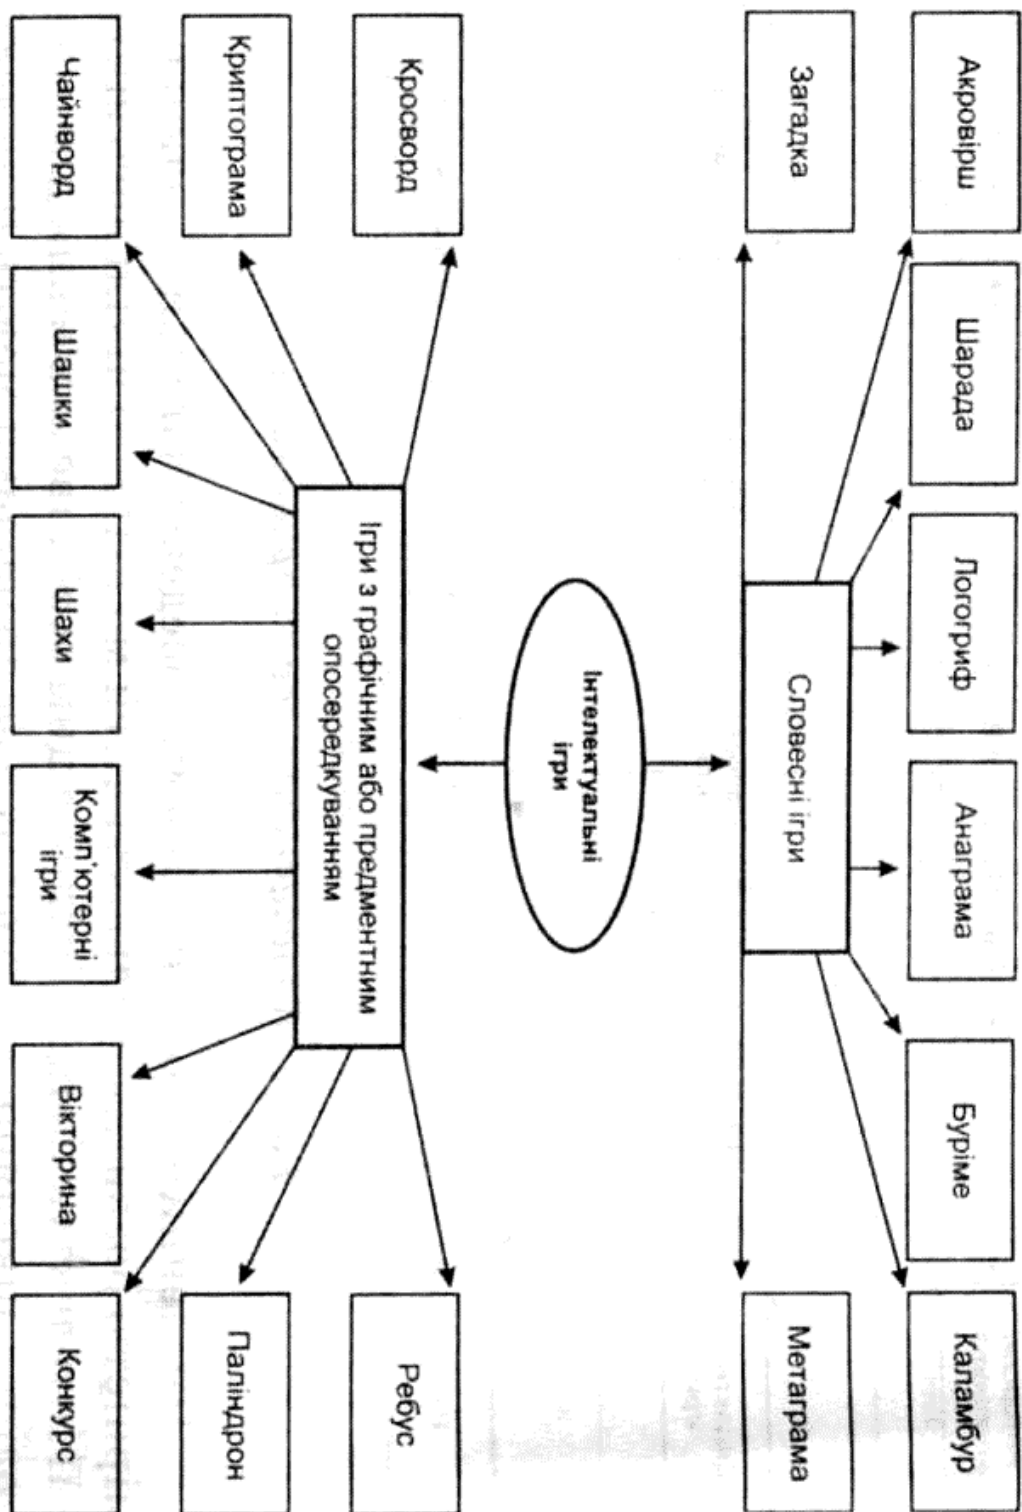 Акровірш
Шарада
Логогриф
Анаграма
Буріме
Каламбур
Загадка
Словесні ігри
Метаграма
Інтелектуальні
ігри
Кросворд
Ігри з графічним або предментним
опосередкуванням
Ребус
Криптограма
Паліндрон
Чайнворд
Шашки
Шахи
Комп'ютерні
ігри
Вікторина
Конкурс